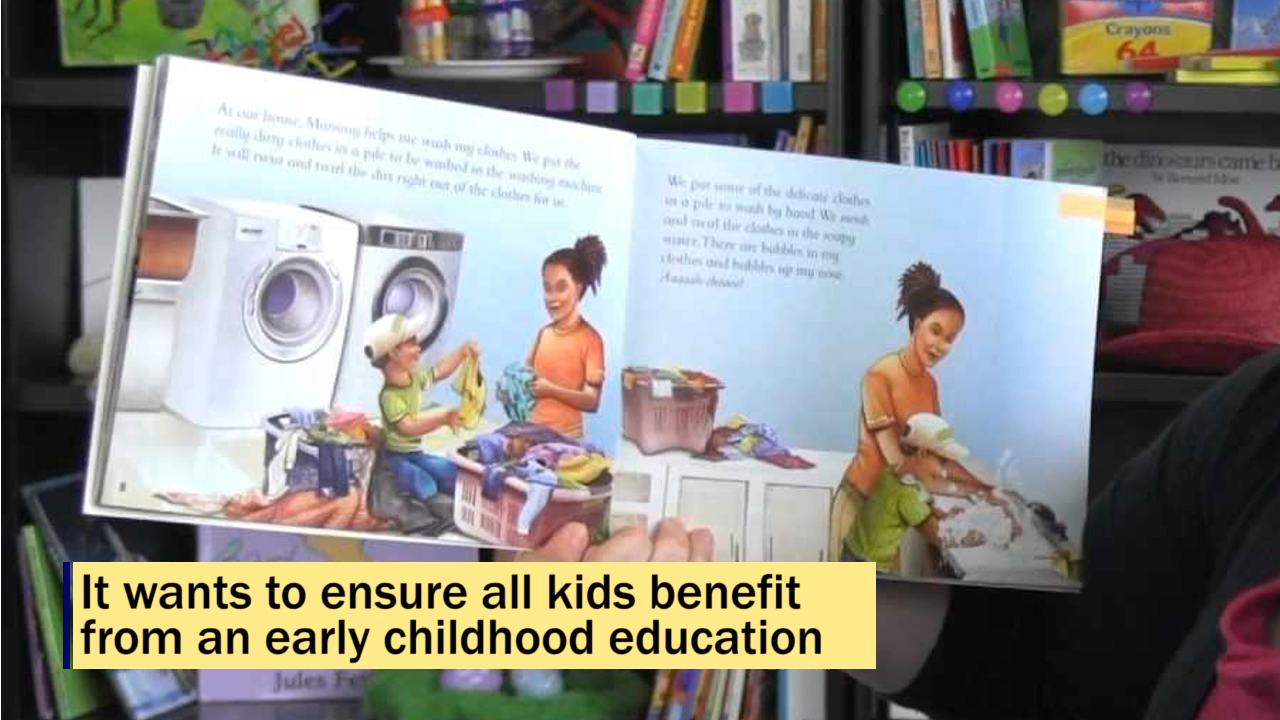 Crayons
64
At our house, Mommy helps me wash my clothes. We put the
really dirty clothes in a pile to be washed in the washing machine.
It will twist and twirl the dirt right out of the clothes for us.
We put some of the delicate clothes
in a pile to wash by hand. We swish
and swirl the clothes in the soapy
water. There are bubbles in my
clothes and bubbles up my nose.
Aaaaah-choooo!
the dinosaurs came b
by Bernard Most
8
It wants to ensure all kids benefit
from an early childhood education
Jules Fe